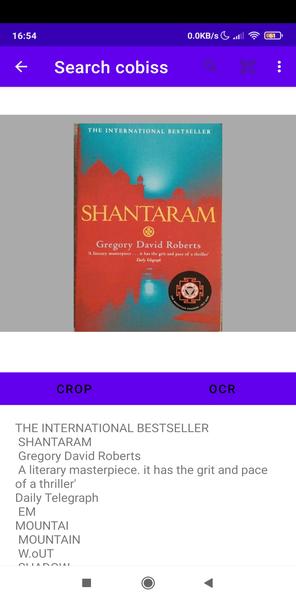 16:54
0.0KB/s
Search cobiss
THE INTERNATIONAL BESTSELLER
SHANTARAM
Gregory David Roberts
'A literary masterpiece . . . it has the grit and pace of a thriller'
Daily Telegraph
CROP
OCR
THE INTERNATIONAL BESTSELLER
SHANTARAM
Gregory David Roberts
A literary masterpiece. it has the grit and pace
of a thriller'
Daily Telegraph
EM
MOUNTAI
MOUNTAIN
W.oUT
SHADOW